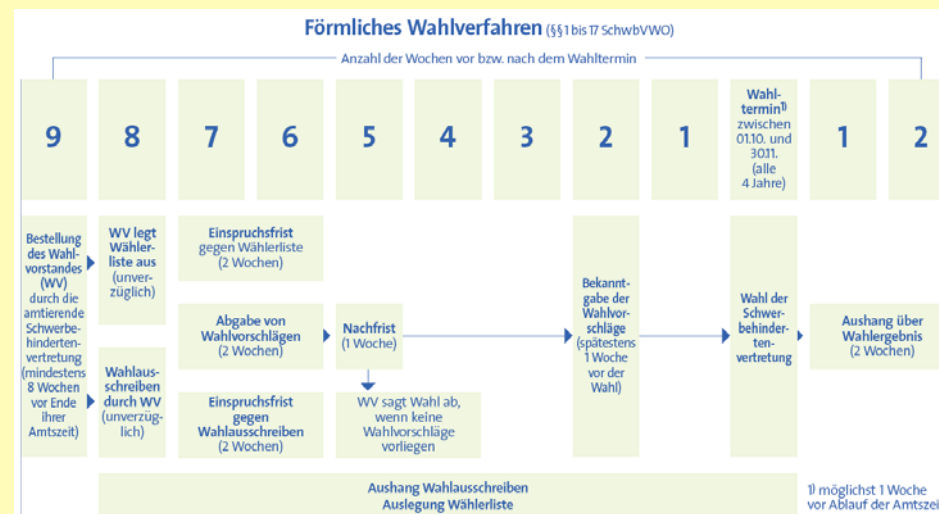 Förmliches Wahlverfahren (§§ 1 bis 17 SchwbVWO)
Anzahl der Wochen vor bzw. nach dem Wahltermin
9
8
7
6
5
4
3
2
1
Wahl-
termin1)
zwischen
01.10. und
30.11.
(alle
4 Jahre)
1
2
Bestellung
des Wahl-
vorstandes
(WV)
durch die
amtierende
Schwerbe-
hinderten-
vertretung
(mindestens
8 Wochen
vor Ende
ihrer
Amtszeit)
WV legt
Wähler-
liste aus
(unver-
züglich)
Wahlaus-
schreiben
durch WV
(unverzüg-
lich)
Einspruchsfrist
gegen Wählerliste
(2 Wochen)
Abgabe von
Wahlvorschlägen
(2 Wochen)
Einspruchsfrist
gegen
Wahlausschreiben
(2 Wochen)
Nachfrist
(1 Woche)
WV sagt Wahl ab,
wenn keine
Wahlvorschläge
vorliegen
Bekannt-
gabe der
Wahlvor-
schläge
(spätestens
1 Woche
vor der
Wahl)
Wahl der
Schwer-
behinder-
ten-
vertretung
Aushang über
Wahlergebnis
(2 Wochen)
Aushang Wahlausschreiben
Auslegung Wählerliste
1) möglichst 1 Woche
vor Ablauf der Amtszei